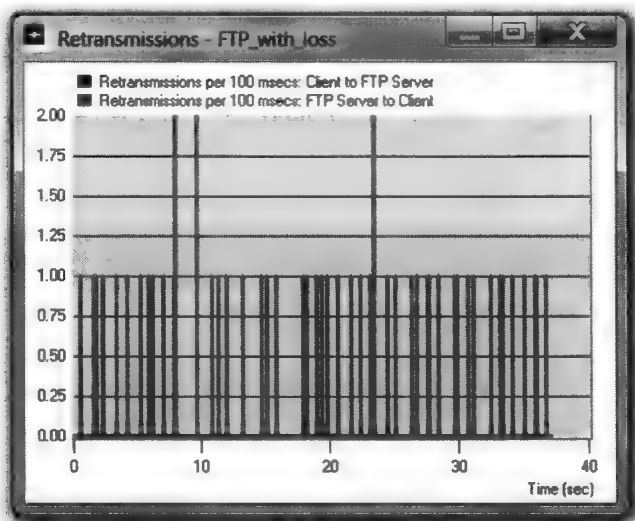 Retransmissions - FTP_with_loss
Retransmissions per 100 msecs: Client to FTP Server
Retransmissions per 100 msecs: FTP Server to Client
2.00
1.75
1.50
1.25
1.00
0.75
0.50
0.25
0.00
0 10 20 30 40
Time (sec)